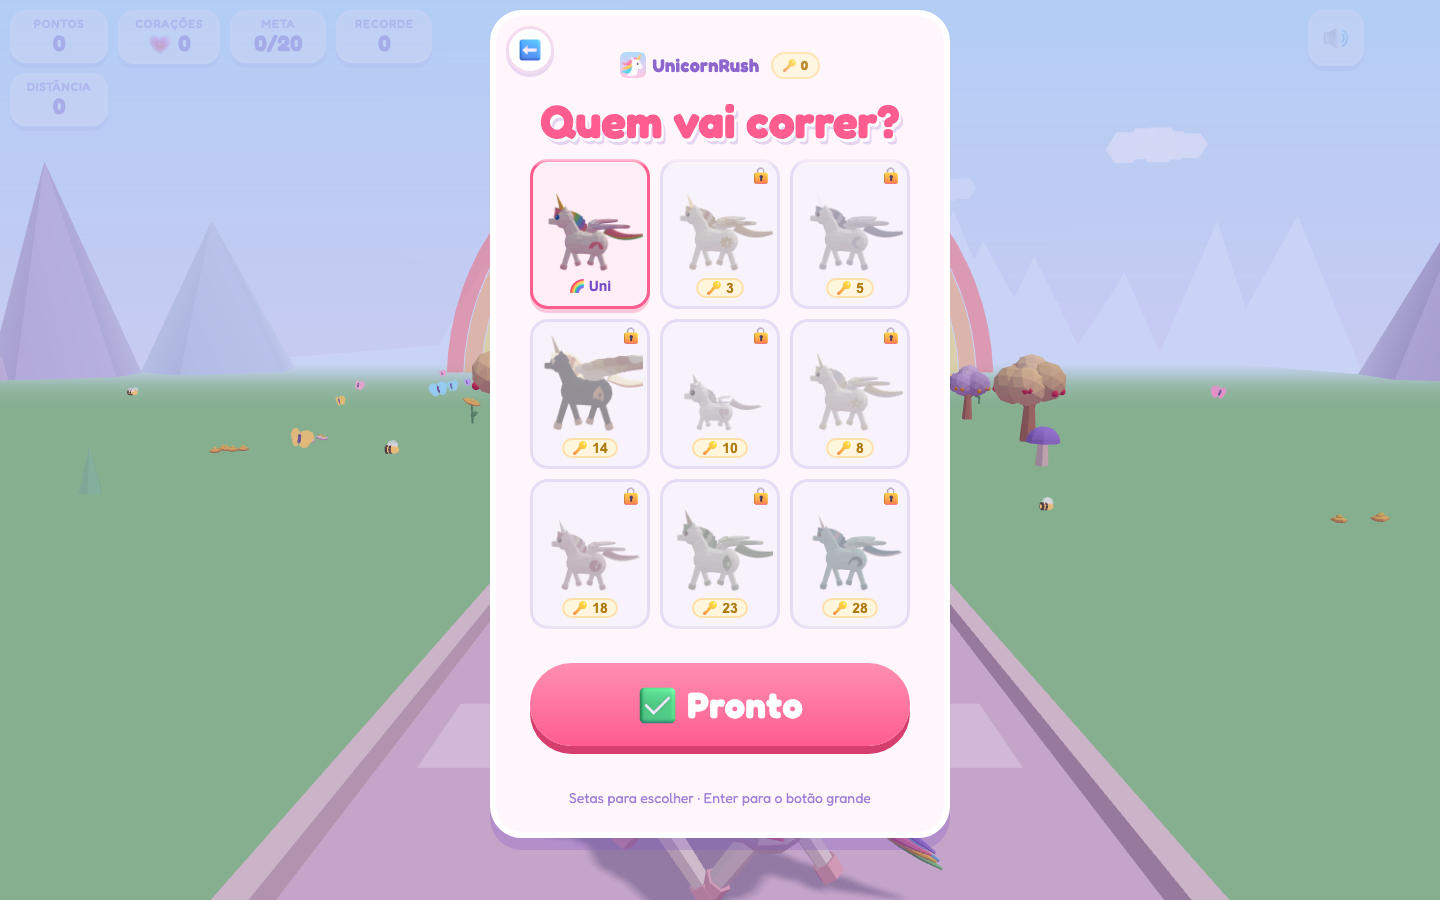 PONTOS
0
CORAÇÕES
0
META
0/20
RECORDE
0
DISTÂNCIA
0
UnicornRush
0
Quem vai correr?
Uni
3
5
14
10
8
18
23
28
Pronto
Setas para escolher · Enter para o botão grande